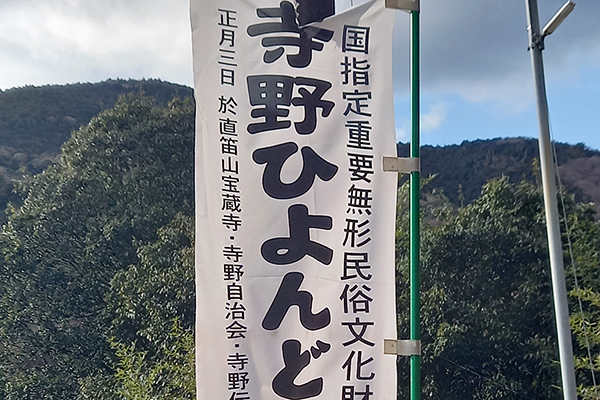 国指定重要無形民俗文化財
寺野ひよんど
正月三日 於直笛山宝蔵寺・寺野自治会・寺野伝